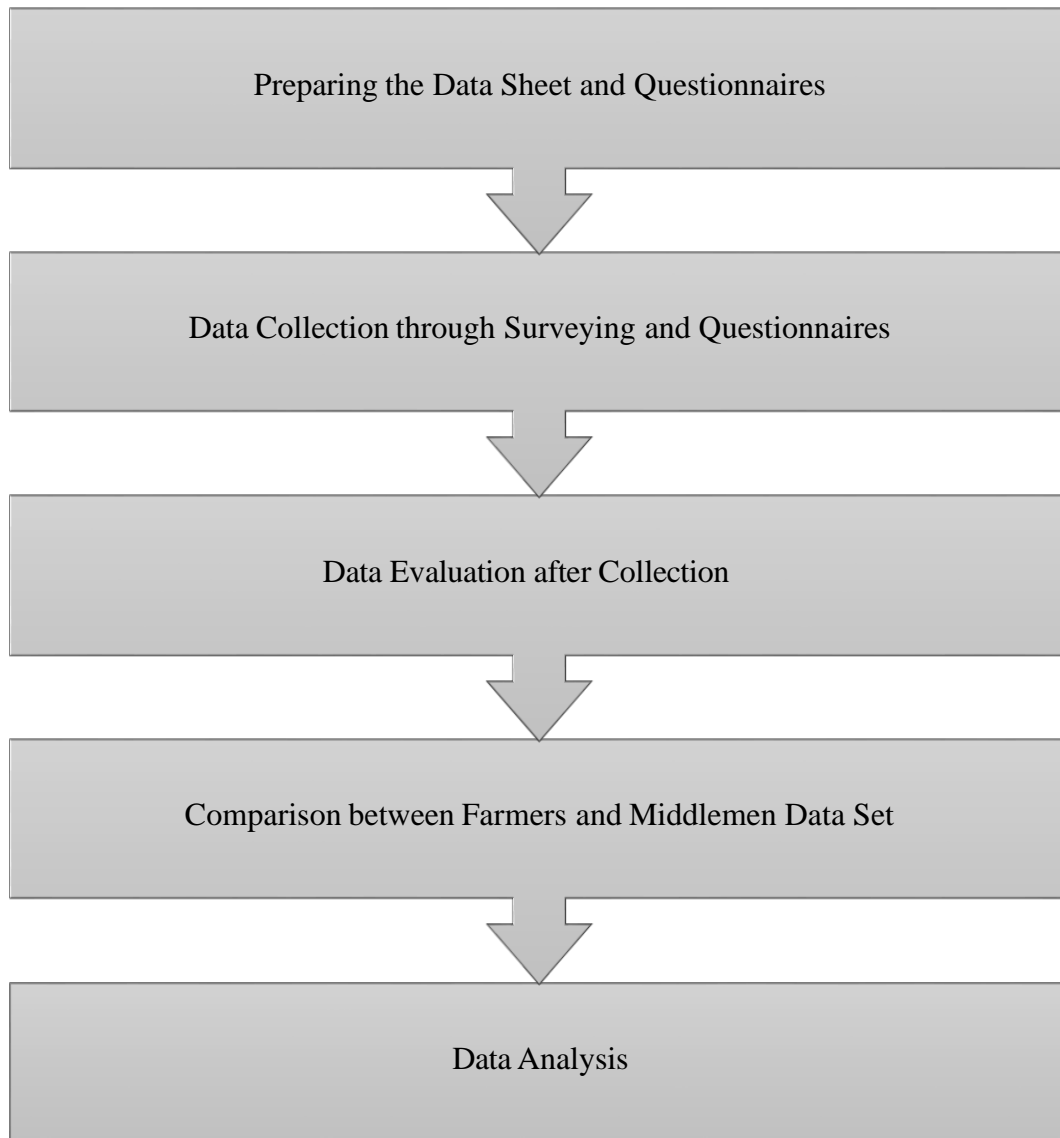 Preparing the Data Sheet and Questionnaires
Data Collection through Surveying and Questionnaires
Data Evaluation after Collection
Comparison between Farmers and Middlemen Data Set
Data Analysis